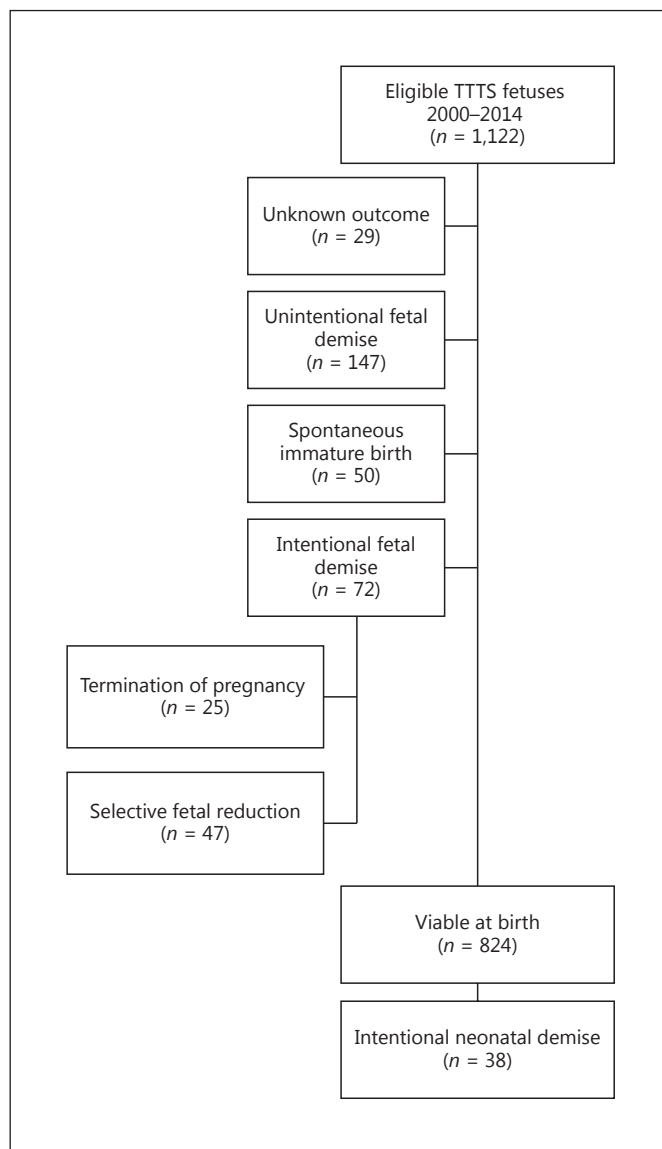 Eligible TTTS fetuses
2000–2014
(n = 1,122)
Unknown outcome
(n = 29)
Unintentional fetal
demise
(n = 147)
Spontaneous
immature birth
(n = 50)
Intentional fetal
demise
(n = 72)
Termination of pregnancy
(n = 25)
Selective fetal reduction
(n = 47)
Viable at birth
(n = 824)
Intentional neonatal demise
(n = 38)